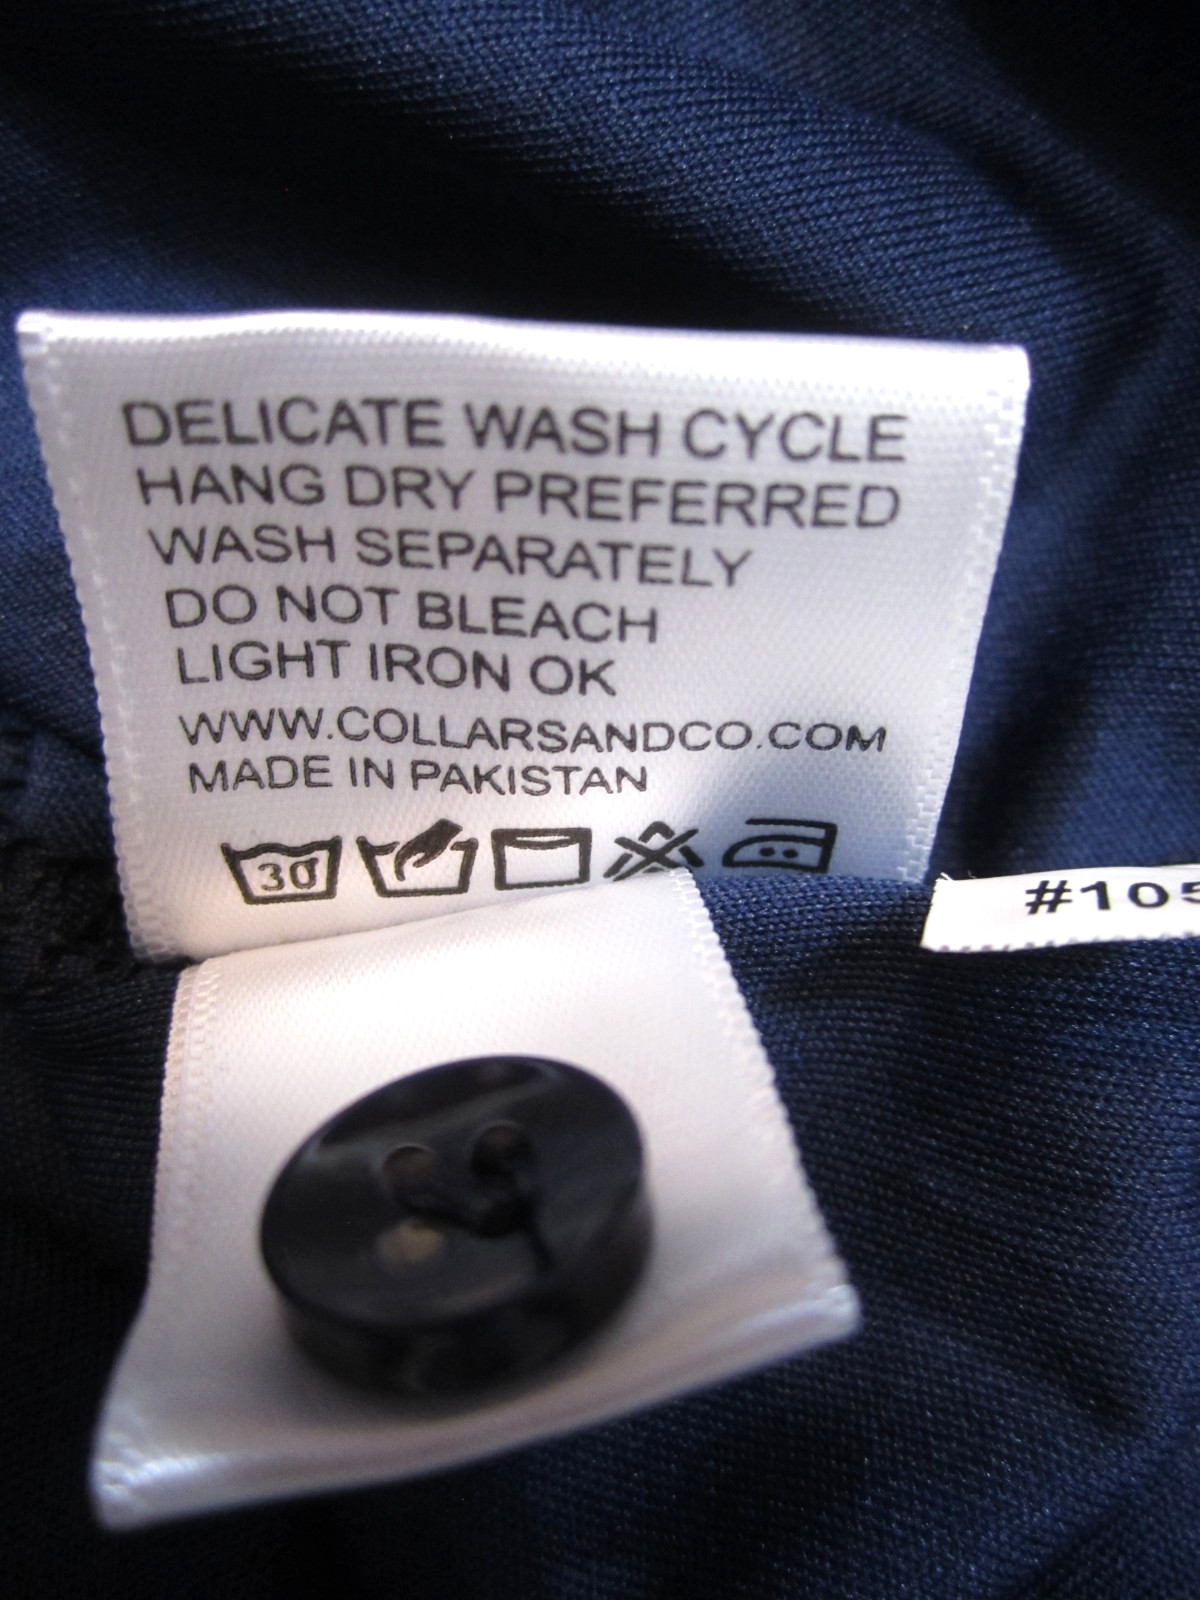 DELICATE WASH CYCLE
HANG DRY PREFERRED
WASH SEPARATELY
DO NOT BLEACH
LIGHT IRON OK
WWW.COLLARSANDCO.COM
MADE IN PAKISTAN
30
#105